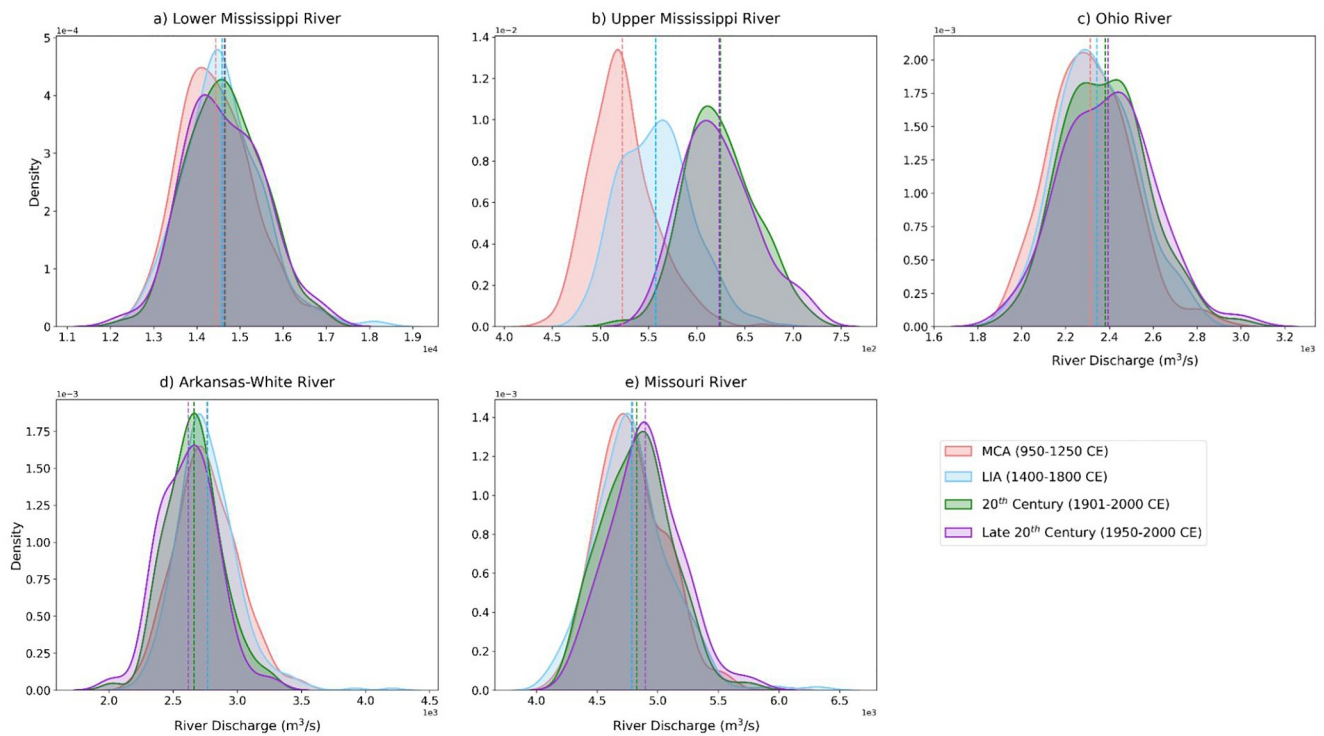 a) Lower Mississippi River
b) Upper Mississippi River
c) Ohio River
1e−4
1e−2
1e−3
Density
5
4
3
2
1
0
1.1 1.2 1.3 1.4 1.5 1.6 1.7 1.8 1.9
1e4
1.4
1.2
1.0
0.8
0.6
0.4
0.2
0.0
4.0 4.5 5.0 5.5 6.0 6.5 7.0 7.5
1e2
2.00
1.75
1.50
1.25
1.00
0.75
0.50
0.25
0.00
1.6 2.0 2.4 2.8 3.2
1e3
River Discharge (m³/s)
d) Arkansas-White River
e) Missouri River
1e−3
1e−3
Density
1.75
1.50
1.25
1.00
0.75
0.50
0.25
0.00
2.5 3.0 3.5 4.0 4.5
1e3
River Discharge (m³/s)
1.4
1.2
1.0
0.8
0.6
0.4
0.2
0.0
4.0 4.5 5.0 5.5 6.0 6.5
1e3
River Discharge (m³/s)
MCA (950-1250 CE)
LIA (1400-1800 CE)
20ᵗʰ Century (1901-2000 CE)
Late 20ᵗʰ Century (1950-2000 CE)